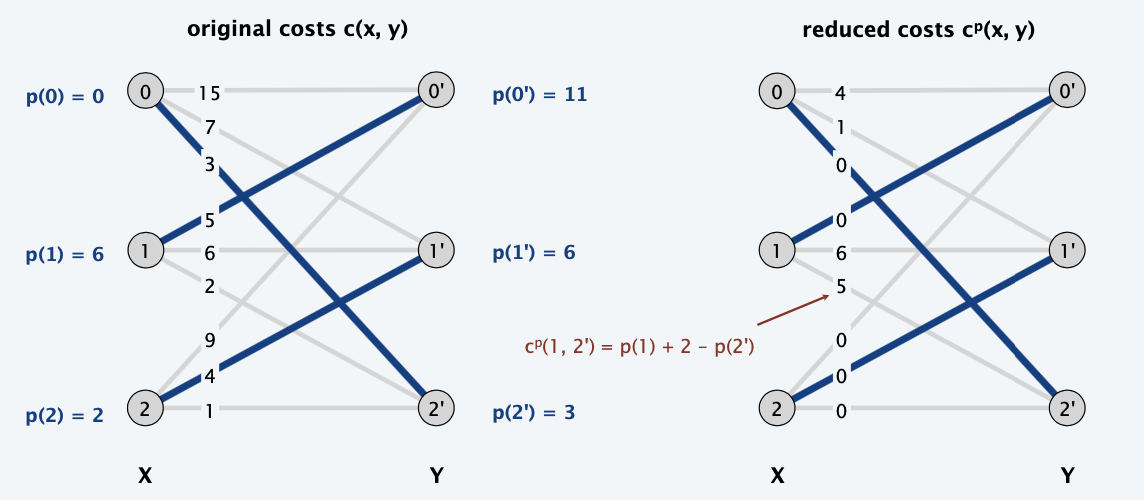 original costs c(x, y)
reduced costs cᵖ(x, y)
p(0) = 0
0
15
0'
p(0') = 11
0
4
0'
7
1
3
0
5
0
p(1) = 6
1
6
1'
p(1') = 6
1
6
1'
2
5
9
0
cᵖ(1, 2') = p(1) + 2 – p(2')
4
0
p(2) = 2
2
1
2'
p(2') = 3
2
0
2'
X
Y
X
Y